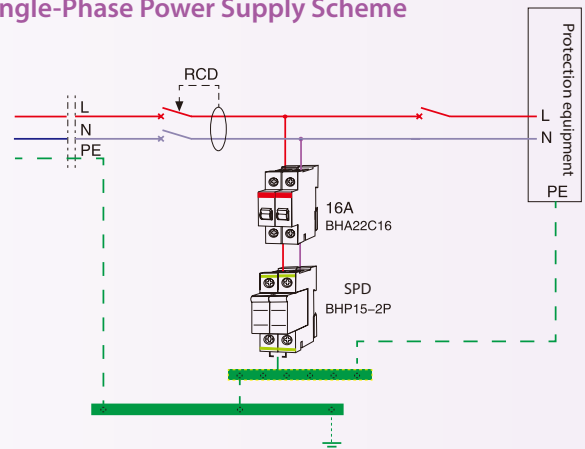 ngle-Phase Power Supply Scheme
RCD
L
N
PE
L
N
PE
Protection equipment
16A
BHA22C16
SPD
BHP15-2P